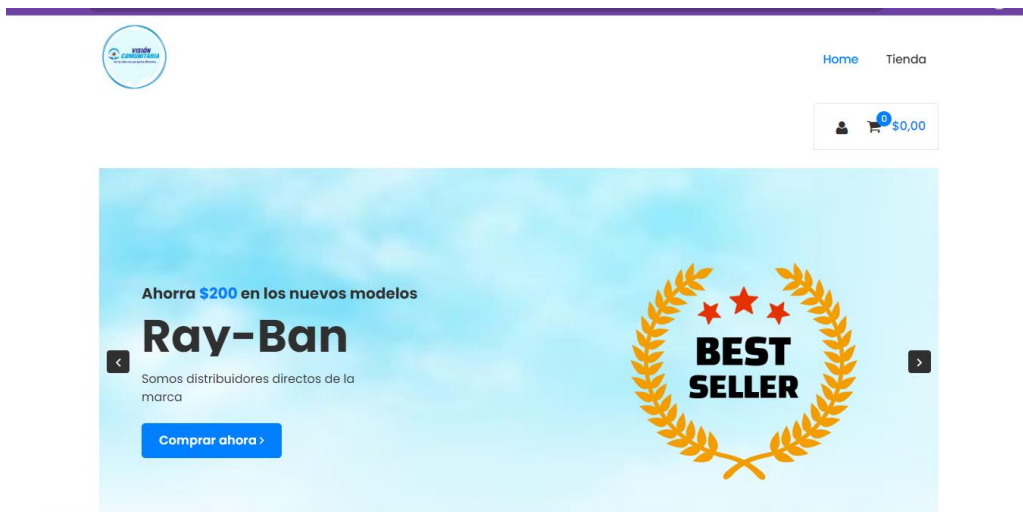 VISIÓN
COMUNITARIA
Home Tienda
0
$0,00
Ahorra $200 en los nuevos modelos
Ray-Ban
Somos distribuidores directos de la
marca
Comprar ahora ›
BEST
SELLER